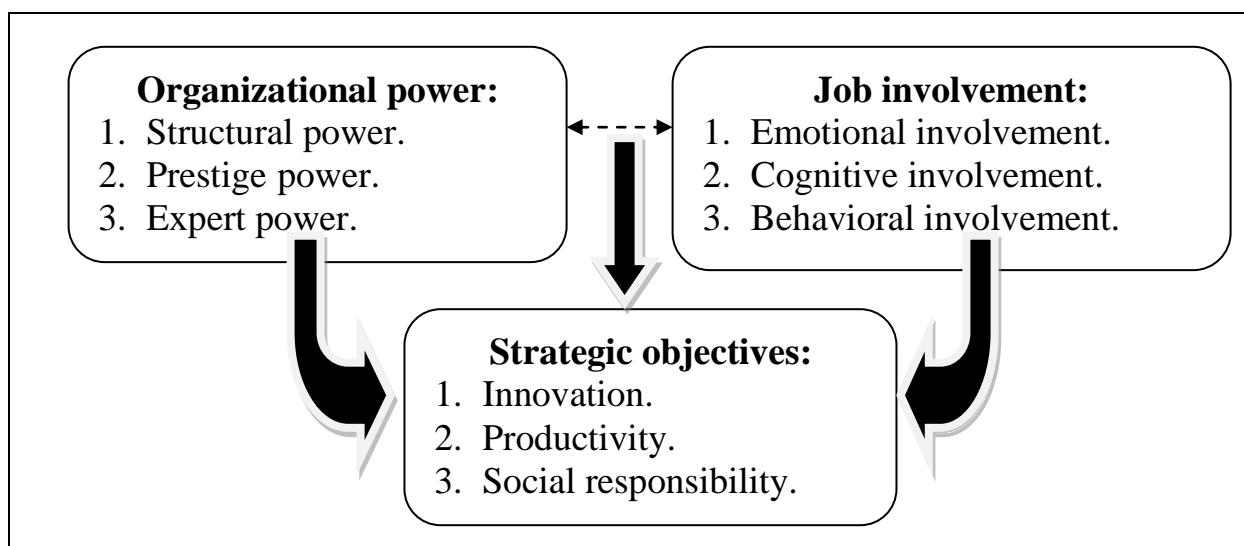 Organizational power:
1. Structural power.
2. Prestige power.
3. Expert power.
Job involvement:
1. Emotional involvement.
2. Cognitive involvement.
3. Behavioral involvement.
Strategic objectives:
1. Innovation.
2. Productivity.
3. Social responsibility.